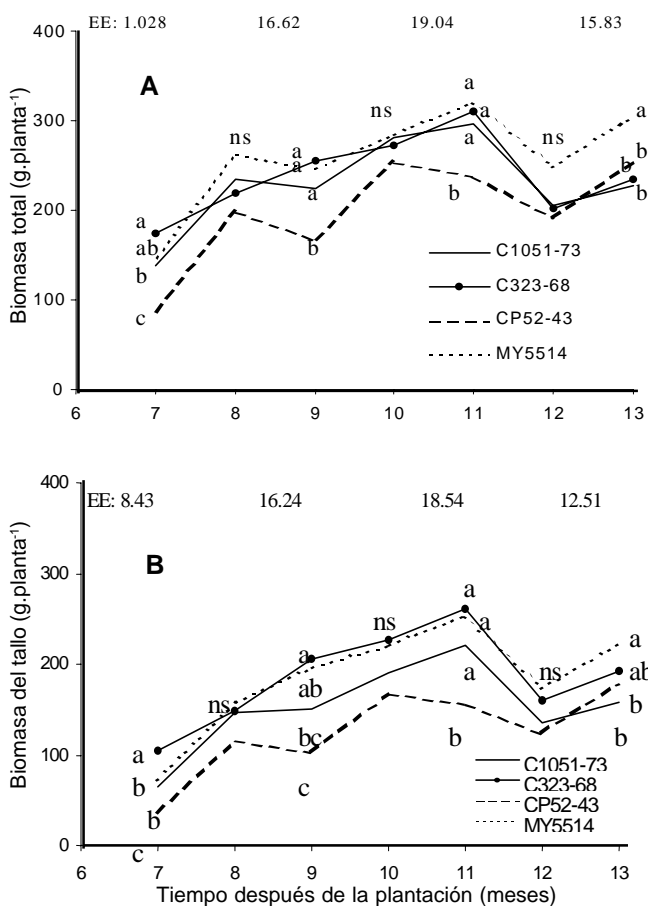 EE: 1.028 16.62 19.04 15.83
400
300
200
100
0
Biomasa total (g.planta-1)
A
a
ab
b
c
ns
a
a
a
b
ns
a
a
a
b
ns
a
b
b
b
C1051-73
C323-68
CP52-43
MY5514
6 7 8 9 10 11 12 13
EE: 8.43 16.24 18.54 12.51
400
300
200
100
0
Biomasa del tallo (g.planta-1)
B
a
b
b
c
ns
a
ab
bc
c
ns
a
a
a
b
ns
a
ab
b
b
C1051-73
C323-68
CP52-43
MY5514
6 7 8 9 10 11 12 13
Tiempo después de la plantación (meses)